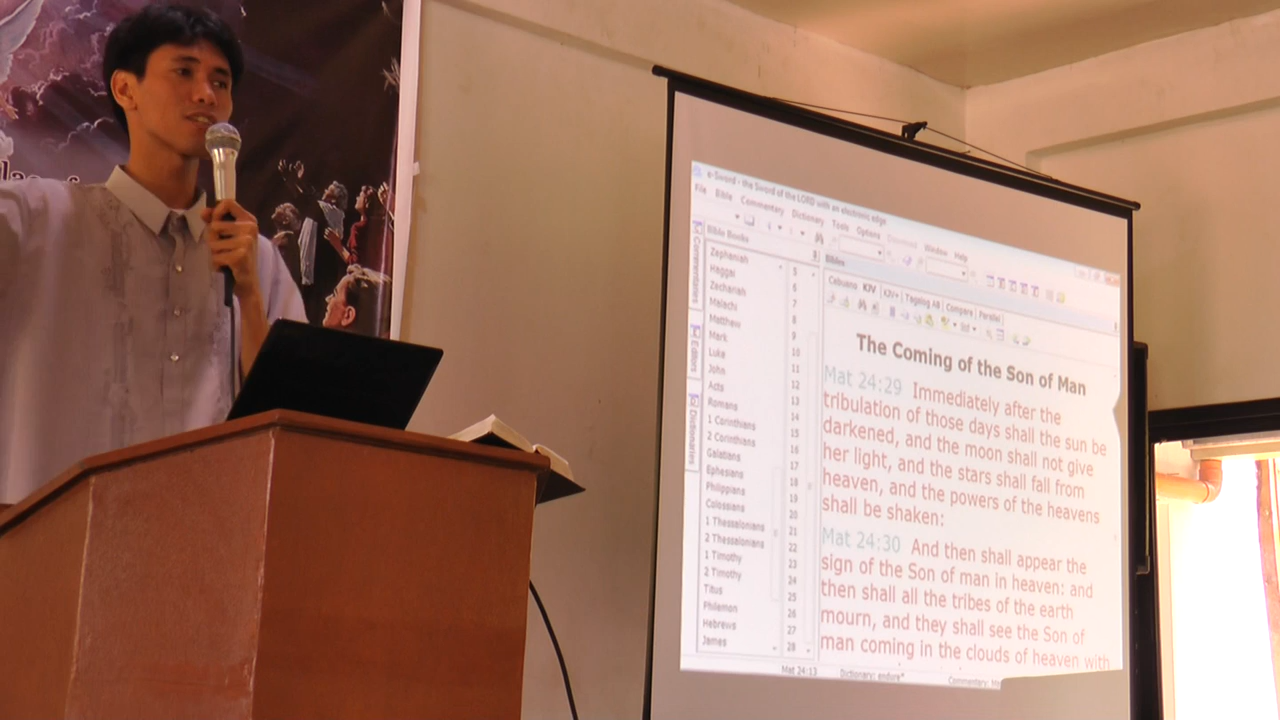 e-Sword - the Sword of the LORD with an electronic edge
File Bible Commentary Dictionary Tools Options Download Window Help
Bible Books
Bibles
Commentaries
Editors
Dictionaries
Zephaniah
Haggai
Zechariah
Malachi
Matthew
Mark
Luke
John
Acts
Romans
1 Corinthians
2 Corinthians
Galatians
Ephesians
Philippians
Colossians
1 Thessalonians
2 Thessalonians
1 Timothy
2 Timothy
Titus
Philemon
Hebrews
James
5
6
7
8
9
10
11
12
13
14
15
16
17
18
19
20
21
22
23
24
25
26
27
28
Cebuano KJV KJV+ Tagalog AB Compare Parallel
The Coming of the Son of Man
Mat 24:29 Immediately after the
tribulation of those days shall the sun be
darkened, and the moon shall not give
her light, and the stars shall fall from
heaven, and the powers of the heavens
shall be shaken:
Mat 24:30 And then shall appear the
sign of the Son of man in heaven: and
then shall all the tribes of the earth
mourn, and they shall see the Son of
man coming in the clouds of heaven with
Mat 24:13 Dictionary: endure* Commentary: